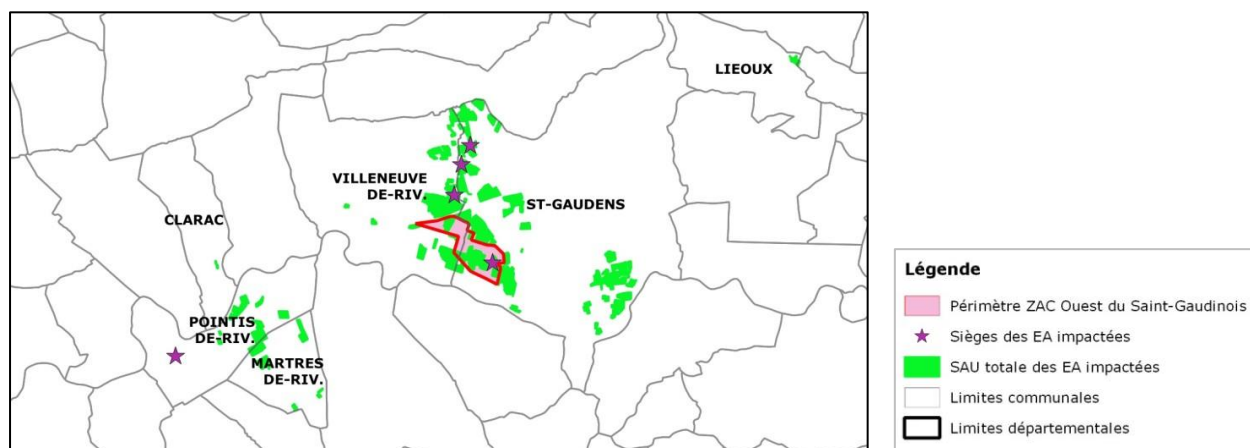 LIEOUX
VILLENEUVE
DE-RIV.
ST-GAUDENS
CLARAC
POINTIS
DE-RIV.
MARTRES
DE-RIV.
Légende
Périmètre ZAC Ouest du Saint-Gaudinois
Sièges des EA impactées
SAU totale des EA impactées
Limites communales
Limites départementales